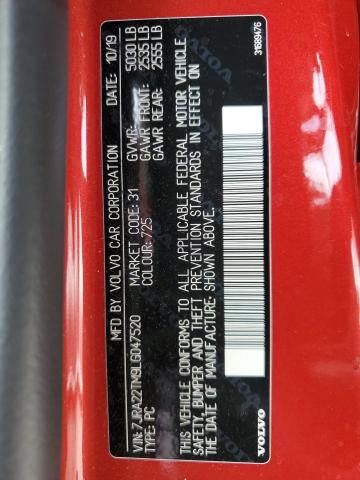 MFD BY VOLVO CAR CORPORATION 10/19
VIN: 7JRA22TM9LG047520 GVWR: 5030 LB
TYPE: PC MARKET CODE: 31 GAWR FRONT: 2535 LB
COLOUR: 725 GAWR REAR: 2555 LB
THIS VEHICLE CONFORMS TO ALL APPLICABLE FEDERAL MOTOR VEHICLE
SAFETY, BUMPER AND THEFT PREVENTION STANDARDS IN EFFECT ON
THE DATE OF MANUFACTURE SHOWN ABOVE.
VOLVO 31689476